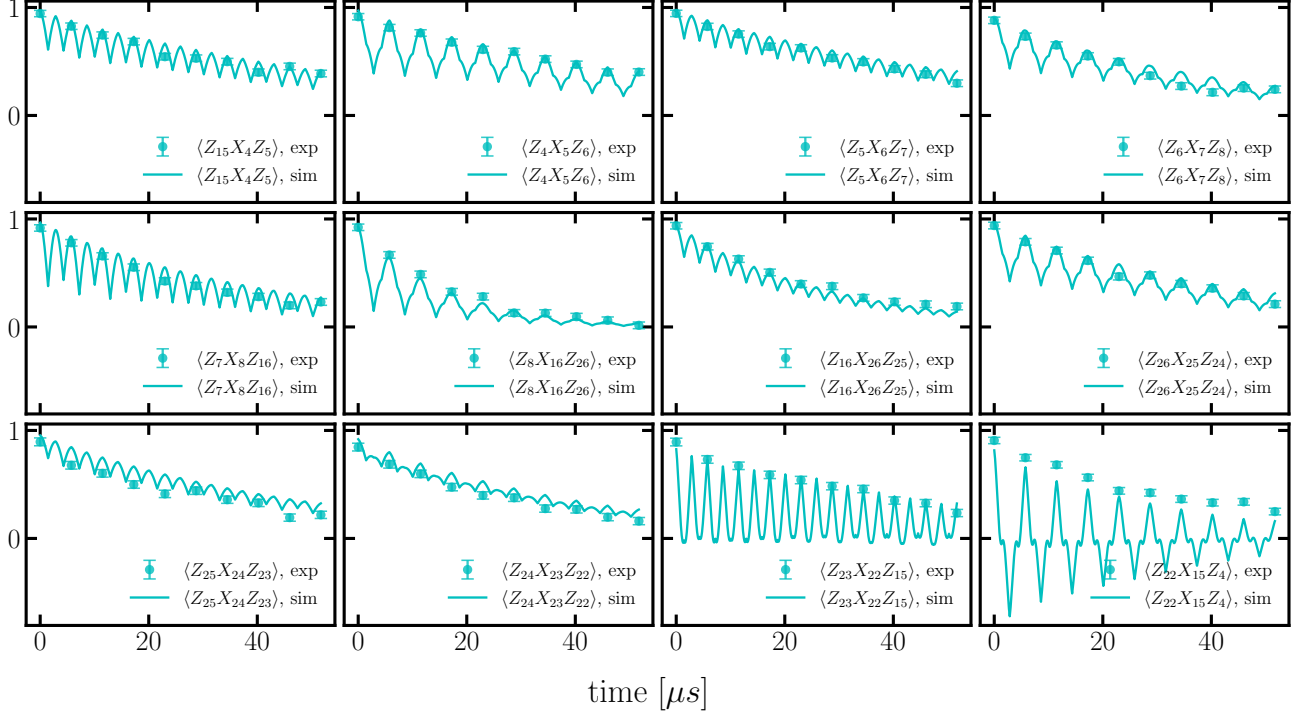 1
0
⟨Z₁₅X₄Z₅⟩, exp
⟨Z₁₅X₄Z₅⟩, sim
⟨Z₄X₅Z₆⟩, exp
⟨Z₄X₅Z₆⟩, sim
⟨Z₅X₆Z₇⟩, exp
⟨Z₅X₆Z₇⟩, sim
⟨Z₆X₇Z₈⟩, exp
⟨Z₆X₇Z₈⟩, sim
1
0
⟨Z₇X₈Z₁₆⟩, exp
⟨Z₇X₈Z₁₆⟩, sim
⟨Z₈X₁₆Z₂₆⟩, exp
⟨Z₈X₁₆Z₂₆⟩, sim
⟨Z₁₆X₂₆Z₂₅⟩, exp
⟨Z₁₆X₂₆Z₂₅⟩, sim
⟨Z₂₆X₂₅Z₂₄⟩, exp
⟨Z₂₆X₂₅Z₂₄⟩, sim
1
0
⟨Z₂₅X₂₄Z₂₃⟩, exp
⟨Z₂₅X₂₄Z₂₃⟩, sim
⟨Z₂₄X₂₃Z₂₂⟩, exp
⟨Z₂₄X₂₃Z₂₂⟩, sim
⟨Z₂₃X₂₂Z₁₅⟩, exp
⟨Z₂₃X₂₂Z₁₅⟩, sim
⟨Z₂₂X₁₅Z₄⟩, exp
⟨Z₂₂X₁₅Z₄⟩, sim
0 20 40
0 20 40
0 20 40
0 20 40
time [μs]